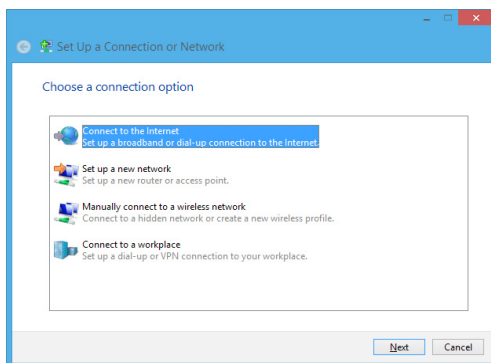 Set Up a Connection or Network
Choose a connection option
Connect to the Internet
Set up a broadband or dial-up connection to the Internet.
Set up a new network
Set up a new router or access point.
Manually connect to a wireless network
Connect to a hidden network or create a new wireless profile.
Connect to a workplace
Set up a dial-up or VPN connection to your workplace.
Next Cancel